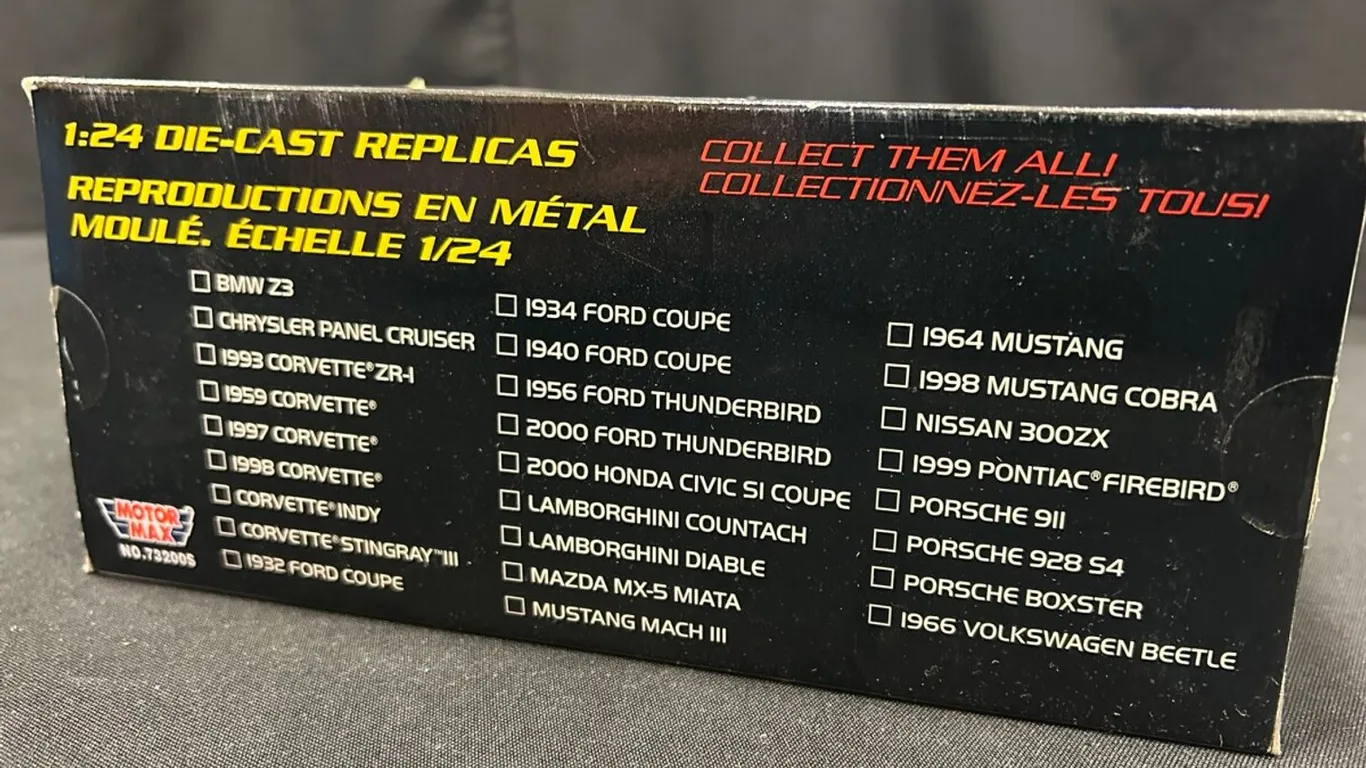 1:24 DIE-CAST REPLICAS
REPRODUCTIONS EN MÉTAL
MOULÉ. ÉCHELLE 1/24
COLLECT THEM ALL!
COLLECTIONNEZ-LES TOUS!
BMW Z3
CHRYSLER PANEL CRUISER
1993 CORVETTE® ZR-1
1959 CORVETTE®
1997 CORVETTE®
1998 CORVETTE®
CORVETTE® INDY
CORVETTE® STINGRAY™ III
1932 FORD COUPE
1934 FORD COUPE
1940 FORD COUPE
1956 FORD THUNDERBIRD
2000 FORD THUNDERBIRD
2000 HONDA CIVIC SI COUPE
LAMBORGHINI COUNTACH
LAMBORGHINI DIABLE
MAZDA MX-5 MIATA
MUSTANG MACH III
1964 MUSTANG
1998 MUSTANG COBRA
NISSAN 300ZX
1999 PONTIAC® FIREBIRD®
PORSCHE 911
PORSCHE 928 S4
PORSCHE BOXSTER
1966 VOLKSWAGEN BEETLE
MOTOR
MAX
NO.73200S